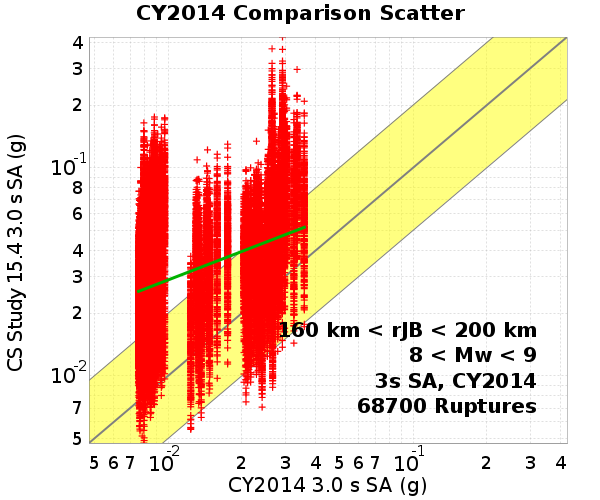 CY2014 Comparison Scatter
CS Study 15.4 3.0 s SA (g)
4
3
2
10-1
8
6
4
3
2
10-2
7
5
160 km < rJB < 200 km
8 < Mw < 9
3s SA, CY2014
68700 Ruptures
5 6 7 10-2 2 3 4 5 6 7 10-1 2 3 4
CY2014 3.0 s SA (g)